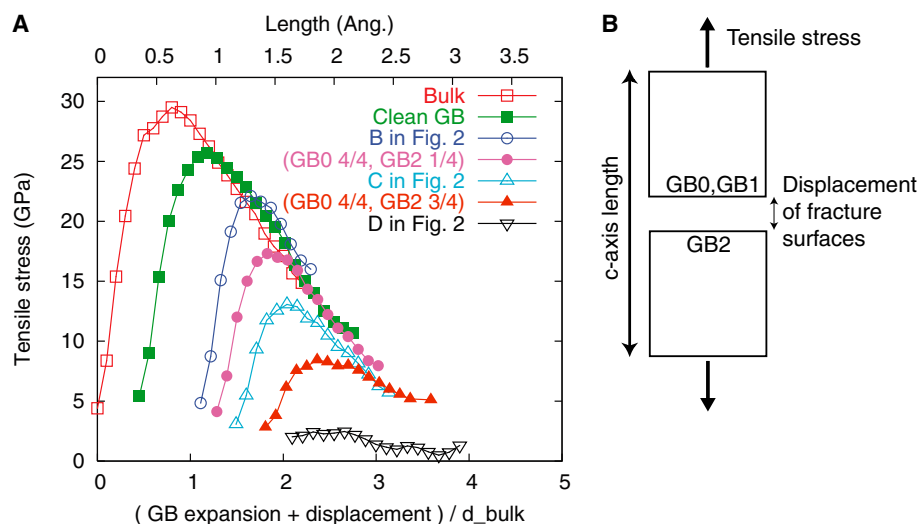 A
Length (Ang.)
0 0.5 1 1.5 2 2.5 3 3.5
30
25
20
15
10
5
0
Tensile stress (GPa)
Bulk
Clean GB
B in Fig. 2
(GB0 4/4, GB2 1/4)
C in Fig. 2
(GB0 4/4, GB2 3/4)
D in Fig. 2
0 1 2 3 4 5
( GB expansion + displacement ) / d_bulk
B
Tensile stress
c-axis length
GB0,GB1
GB2
Displacement
of fracture
surfaces